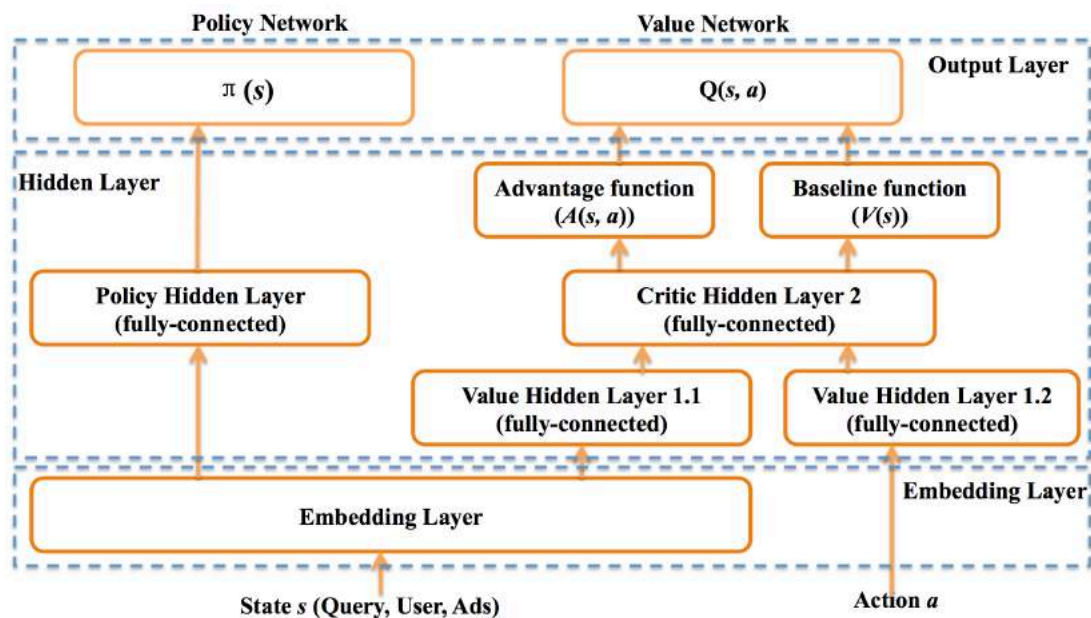 Policy Network
Value Network
Output Layer
π (s)
Q(s, a)
Hidden Layer
Advantage function
(A(s, a))
Baseline function
(V(s))
Policy Hidden Layer
(fully-connected)
Critic Hidden Layer 2
(fully-connected)
Value Hidden Layer 1.1
(fully-connected)
Value Hidden Layer 1.2
(fully-connected)
Embedding Layer
Embedding Layer
State s (Query, User, Ads)
Action a